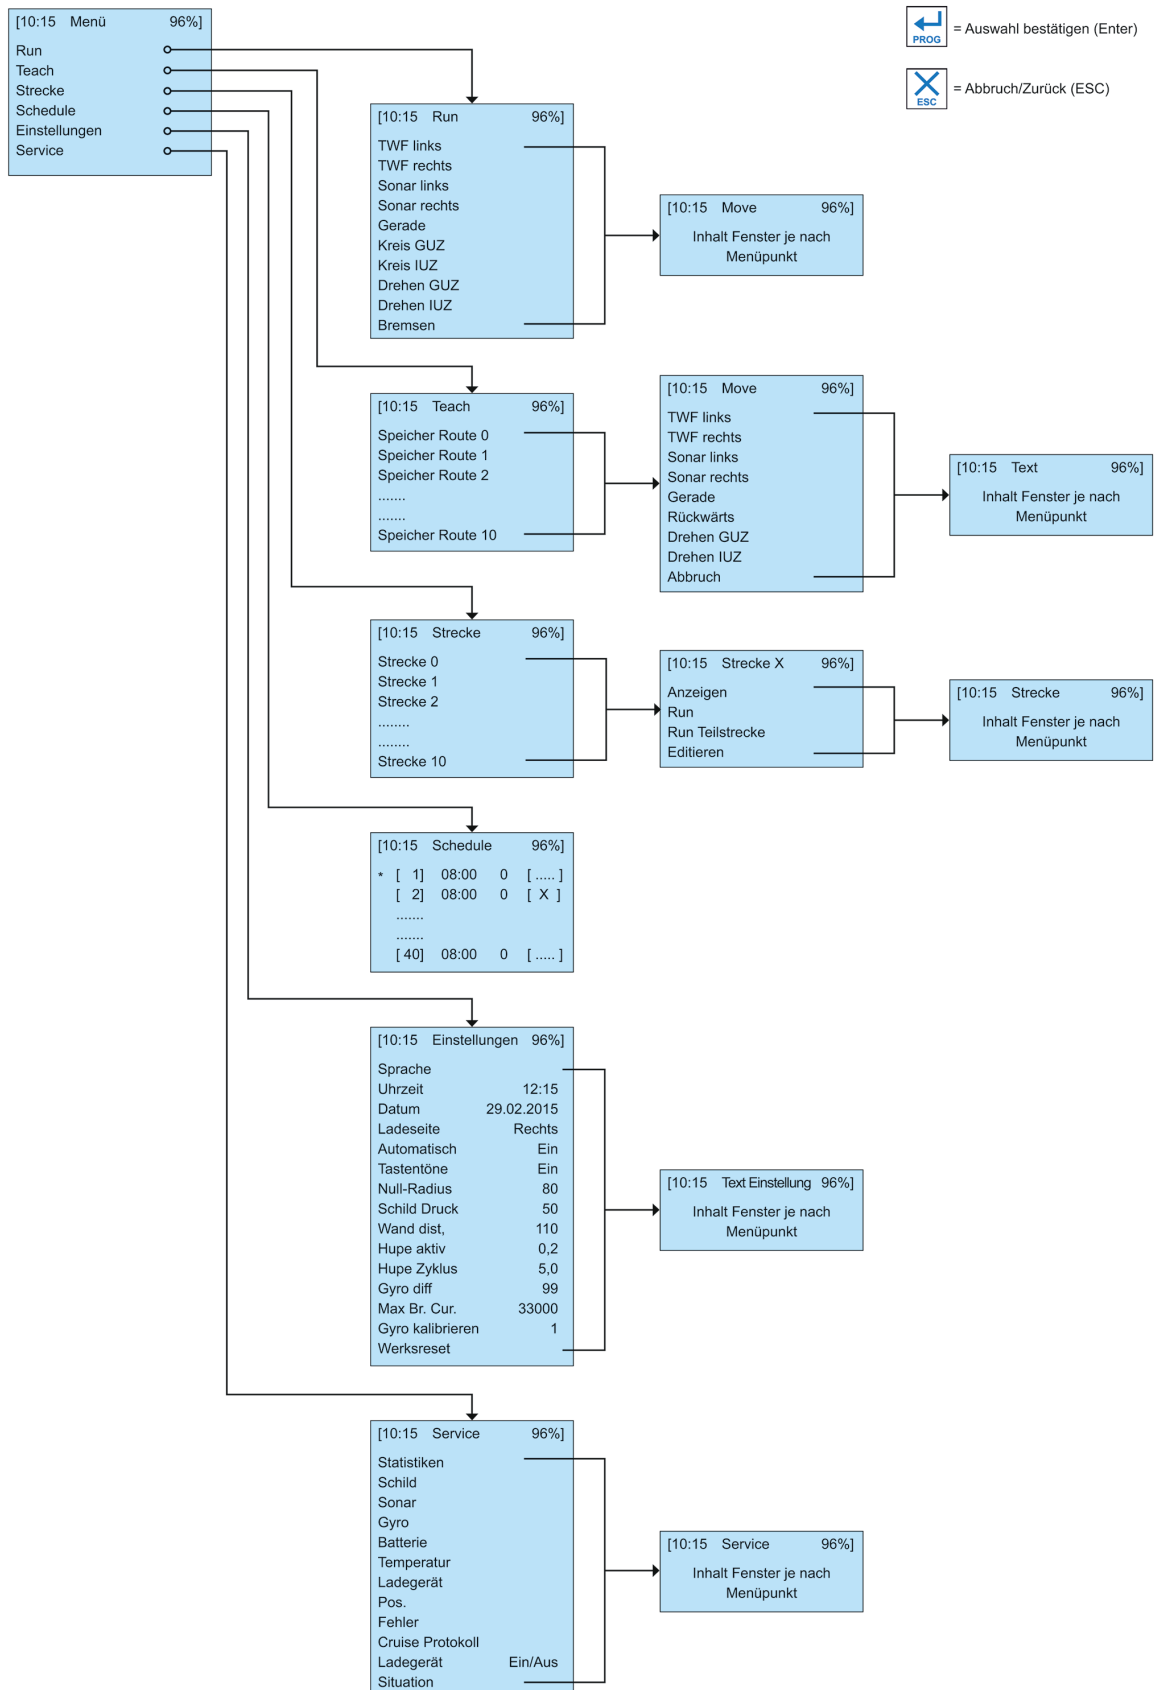 [10:15 Menü 96%]
Run
Teach
Strecke
Schedule
Einstellungen
Service
PROG
= Auswahl bestätigen (Enter)
ESC
= Abbruch/Zurück (ESC)
[10:15 Run 96%]
TWF links
TWF rechts
Sonar links
Sonar rechts
Gerade
Kreis GUZ
Kreis IUZ
Drehen GUZ
Drehen IUZ
Bremsen
[10:15 Move 96%]
Inhalt Fenster je nach
Menüpunkt
[10:15 Teach 96%]
Speicher Route 0
Speicher Route 1
Speicher Route 2
.......
.......
Speicher Route 10
[10:15 Move 96%]
TWF links
TWF rechts
Sonar links
Sonar rechts
Gerade
Rückwärts
Drehen GUZ
Drehen IUZ
Abbruch
[10:15 Text 96%]
Inhalt Fenster je nach
Menüpunkt
[10:15 Strecke 96%]
Strecke 0
Strecke 1
Strecke 2
........
........
Strecke 10
[10:15 Strecke X 96%]
Anzeigen
Run
Run Teilstrecke
Editieren
[10:15 Strecke 96%]
Inhalt Fenster je nach
Menüpunkt
[10:15 Schedule 96%]
* [ 1] 08:00 0 [ ..... ]
[ 2] 08:00 0 [ X ]
.......
.......
[ 40] 08:00 0 [ ..... ]
[10:15 Einstellungen 96%]
Sprache
Uhrzeit 12:15
Datum 29.02.2015
Ladeseite Rechts
Automatisch Ein
Tastentöne Ein
Null-Radius 80
Schild Druck 50
Wand dist, 110
Hupe aktiv 0,2
Hupe Zyklus 5,0
Gyro diff 99
Max Br. Cur. 33000
Gyro kalibrieren 1
Werksreset
[10:15 Text Einstellung 96%]
Inhalt Fenster je nach
Menüpunkt
[10:15 Service 96%]
Statistiken
Schild
Sonar
Gyro
Batterie
Temperatur
Ladegerät
Pos.
Fehler
Cruise Protokoll
Ladegerät Ein/Aus
Situation
[10:15 Service 96%]
Inhalt Fenster je nach
Menüpunkt